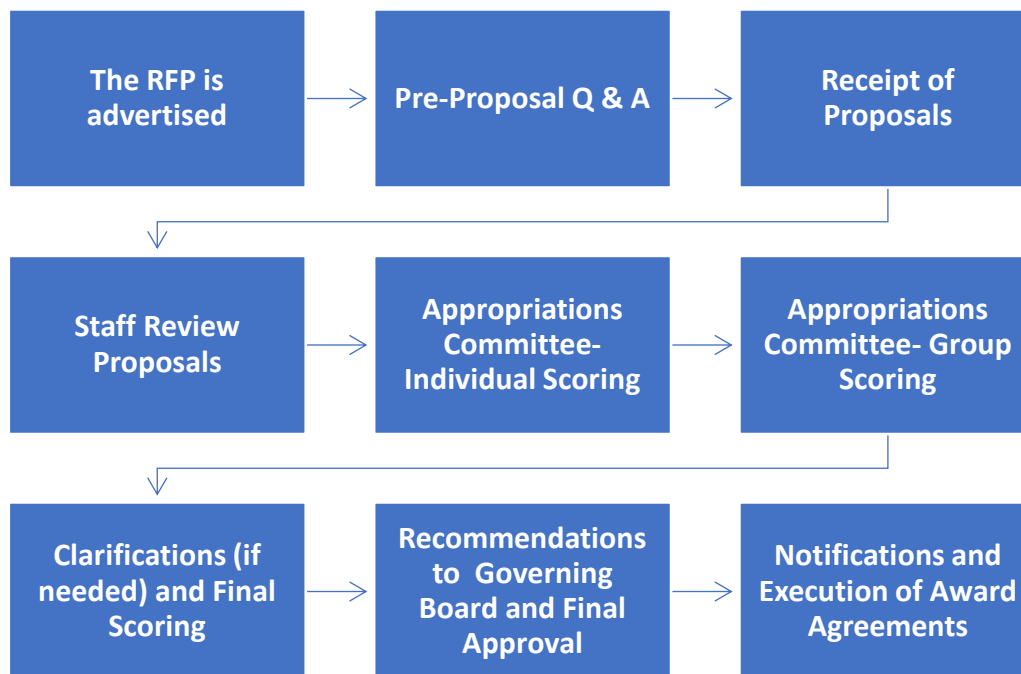 The RFP is
advertised
Pre-Proposal Q & A
Receipt of
Proposals
Staff Review
Proposals
Appropriations
Committee-
Individual Scoring
Appropriations
Committee- Group
Scoring
Clarifications (if
needed) and Final
Scoring
Recommendations
to  Governing
Board and Final
Approval
Notifications and
Execution of Award
Agreements